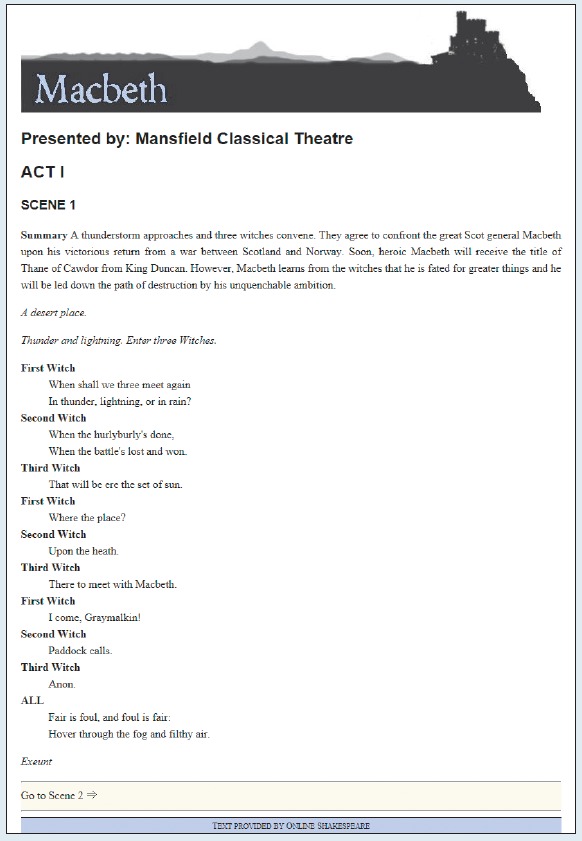 Macbeth
Presented by: Mansfield Classical Theatre
ACT I
SCENE 1
Summary A thunderstorm approaches and three witches convene. They agree to confront the great Scot general Macbeth
upon his victorious return from a war between Scotland and Norway. Soon, heroic Macbeth will receive the title of
Thane of Cawdor from King Duncan. However, Macbeth learns from the witches that he is fated for greater things and he
will be led down the path of destruction by his unquenchable ambition.
A desert place.
Thunder and lightning. Enter three Witches.
First Witch
When shall we three meet again
In thunder, lightning, or in rain?
Second Witch
When the hurlyburly's done,
When the battle's lost and won.
Third Witch
That will be ere the set of sun.
First Witch
Where the place?
Second Witch
Upon the heath.
Third Witch
There to meet with Macbeth.
First Witch
I come, Graymalkin!
Second Witch
Paddock calls.
Third Witch
Anon.
ALL
Fair is foul, and foul is fair:
Hover through the fog and filthy air.
Exeunt
Go to Scene 2 ⇒
TEXT PROVIDED BY ONLINE SHAKESPEARE